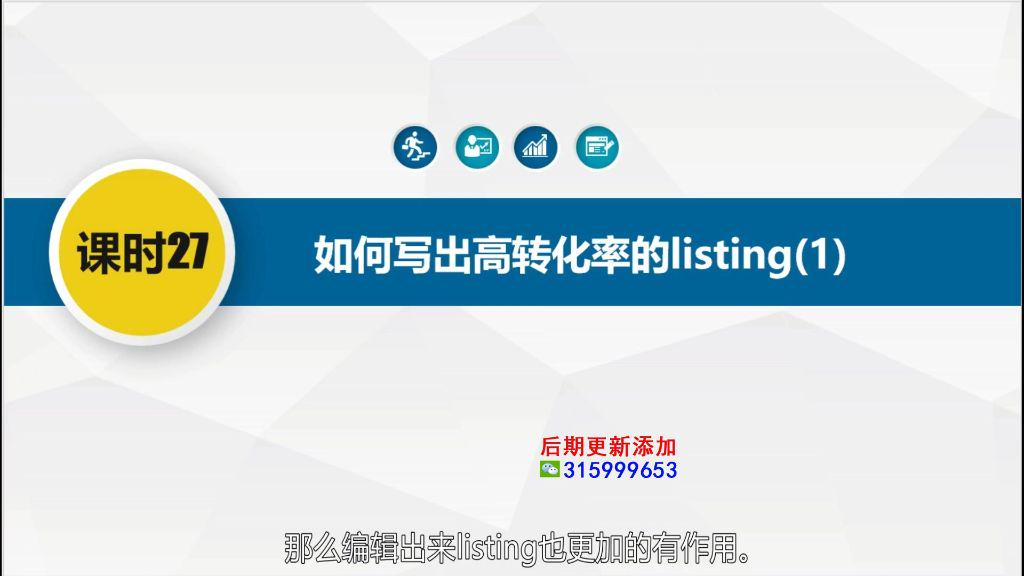 课时27
如何写出高转化率的listing(1)
后期更新添加
315999653
那么编辑出来listing也更加的有作用。